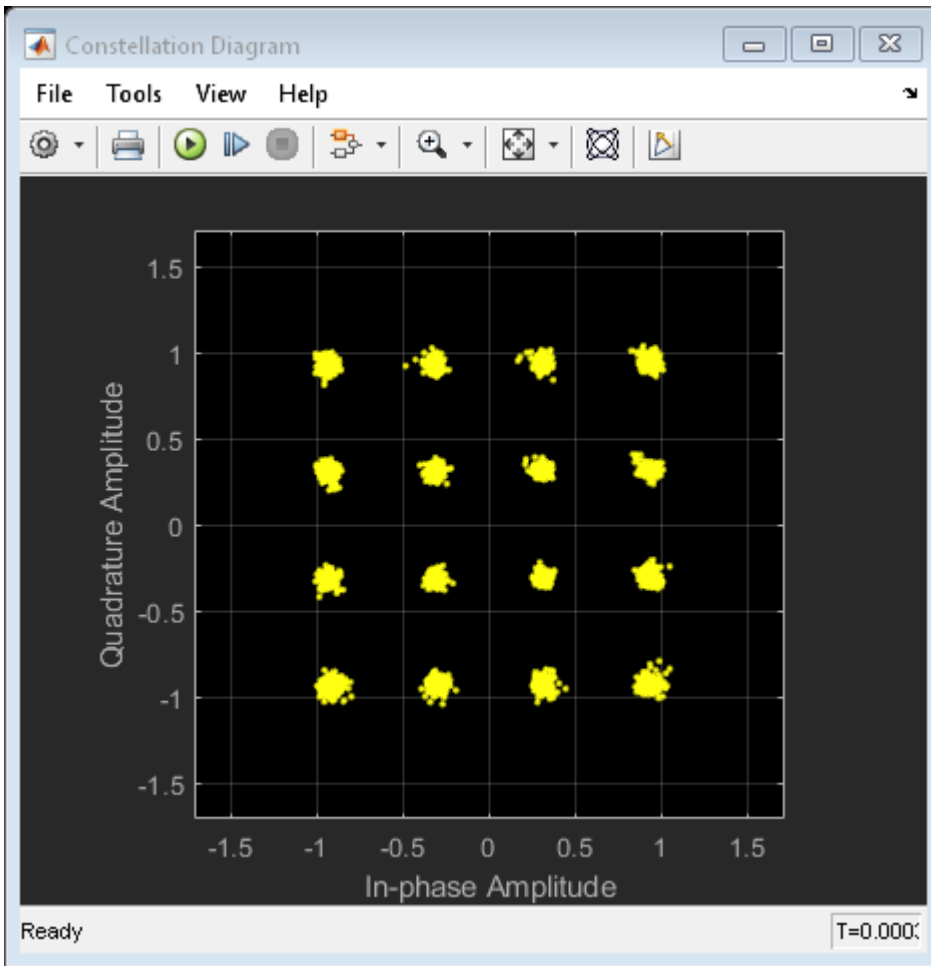 Constellation Diagram
File Tools View Help
1.5
1
0.5
0
-0.5
-1
-1.5
Quadrature Amplitude
-1.5 -1 -0.5 0 0.5 1 1.5
In-phase Amplitude
Ready